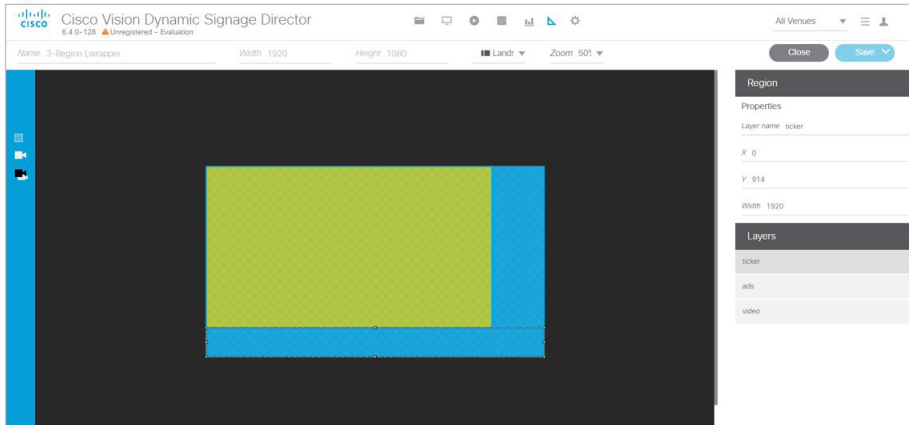 CISCO
Cisco Vision Dynamic Signage Director
6.4.0-128 Unregistered - Evaluation
All Venues
Name 3-Region Lwrapper
Width 1920
Height 1080
Lands
Zoom 50%
Close
Save
Region
Properties
Layer name ticker
X 0
Y 914
Width 1920
Layers
ticker
ads
video